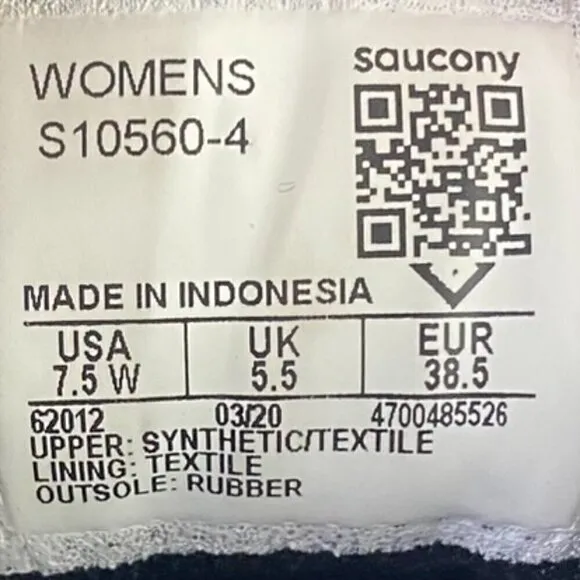 WOMENS
S10560-4
saucony
MADE IN INDONESIA
USA UK EUR
7.5 W 5.5 38.5
62012 03/20 4700485526
UPPER: SYNTHETIC/TEXTILE
LINING: TEXTILE
OUTSOLE: RUBBER